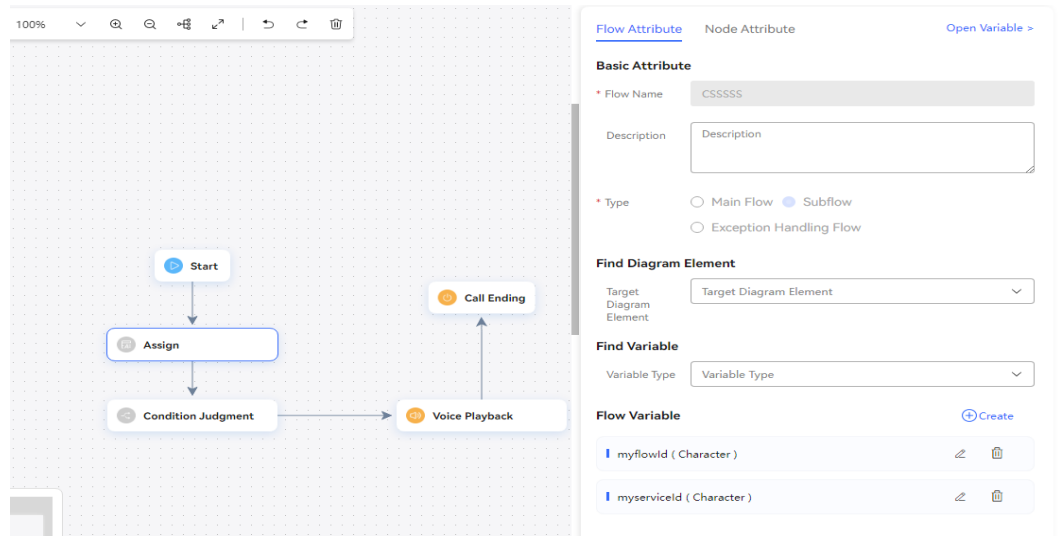 100%
Flow Attribute Node Attribute Open Variable >
Basic Attribute
* Flow Name CSSSSS
Description Description
* Type Main Flow Subflow
Exception Handling Flow
Find Diagram Element
Target Diagram Element Target Diagram Element
Find Variable
Variable Type Variable Type
Flow Variable Create
myflowId ( Character )
myserviceId ( Character )
Start
Call Ending
Assign
Condition Judgment
Voice Playback